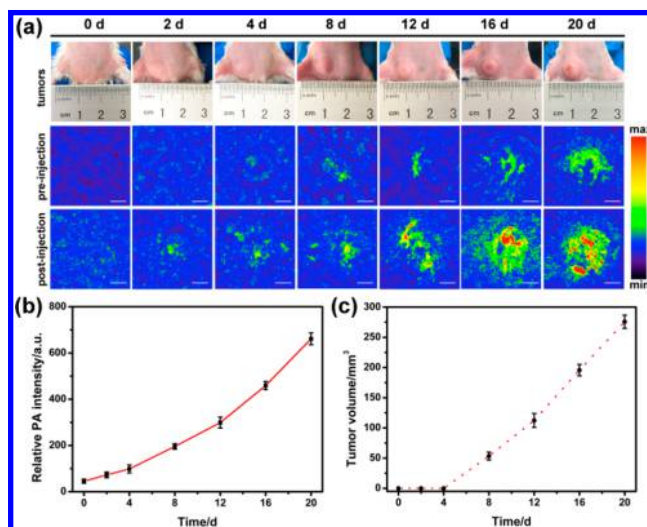 (a) 0 d 2 d 4 d 8 d 12 d 16 d 20 d
tumors
cm 1 2 3 1 2 3 cm 1 2 3 cm 1 2 3 cm 1 2 3 cm 1 2 3 cm 1 2 3
pre-injection
max
post-injection
min
(b)
Relative PA intensity/a.u.
800
600
400
200
0
0 4 8 12 16 20
Time/d
(c)
Tumor volume/mm³
300
250
200
150
100
50
0
0 4 8 12 16 20
Time/d